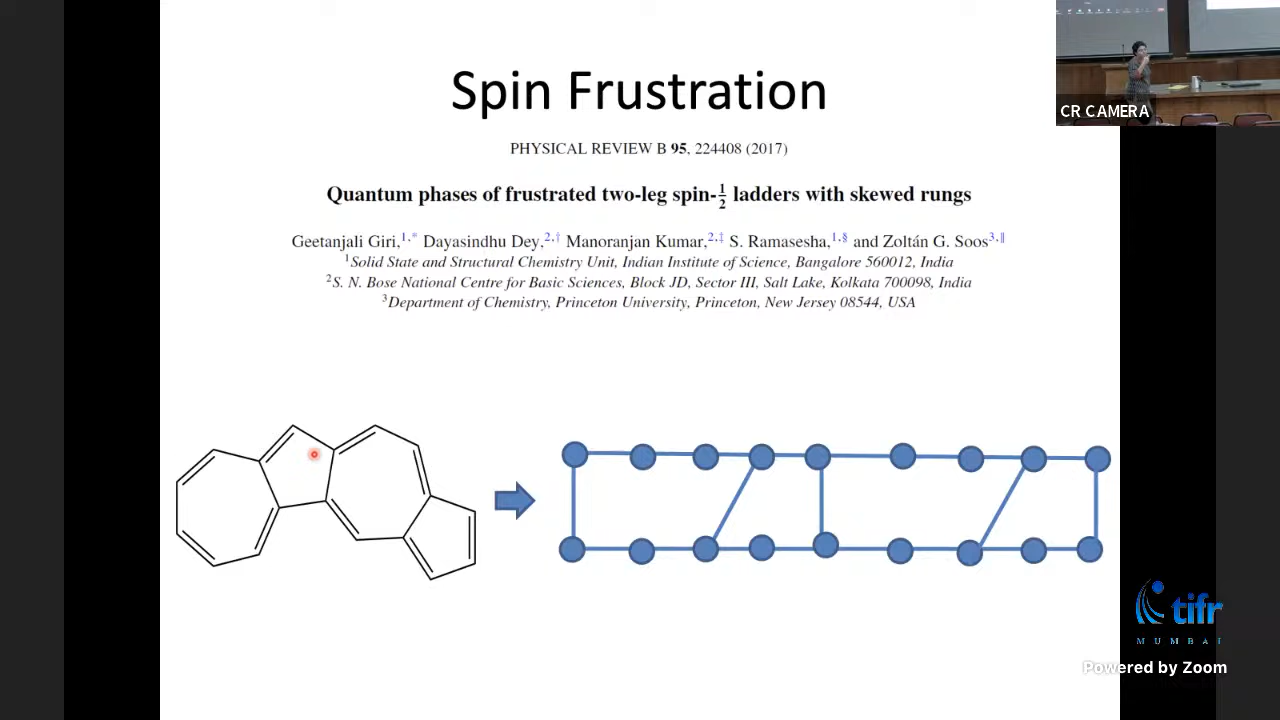 Spin Frustration
PHYSICAL REVIEW B 95, 224408 (2017)
Quantum phases of frustrated two-leg spin-½ ladders with skewed rungs
Geetanjali Giri,1,* Dayasindhu Dey,2,† Manoranjan Kumar,2,‡ S. Ramasesha,1,§ and Zoltán G. Soos3,‖
1Solid State and Structural Chemistry Unit, Indian Institute of Science, Bangalore 560012, India
2S. N. Bose National Centre for Basic Sciences, Block JD, Sector III, Salt Lake, Kolkata 700098, India
3Department of Chemistry, Princeton University, Princeton, New Jersey 08544, USA
CR CAMERA
tifr
MUMBAI
Powered by Zoom